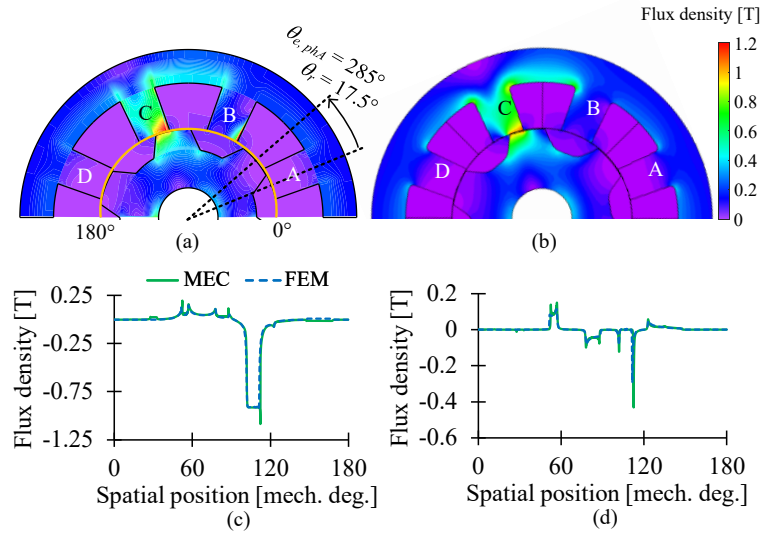 Flux density [T]
θe, phA = 285°
θr = 17.5°
C
B
D
A
180°
0°
(a)
C
B
D
A
(b)
1.2
1
0.8
0.6
0.4
0.2
0
MEC
FEM
Flux density [T]
0.25
-0.25
-0.75
-1.25
0
60
120
180
Spatial position [mech. deg.]
(c)
Flux density [T]
0.2
0
-0.2
-0.4
-0.6
0
60
120
180
Spatial position [mech. deg.]
(d)